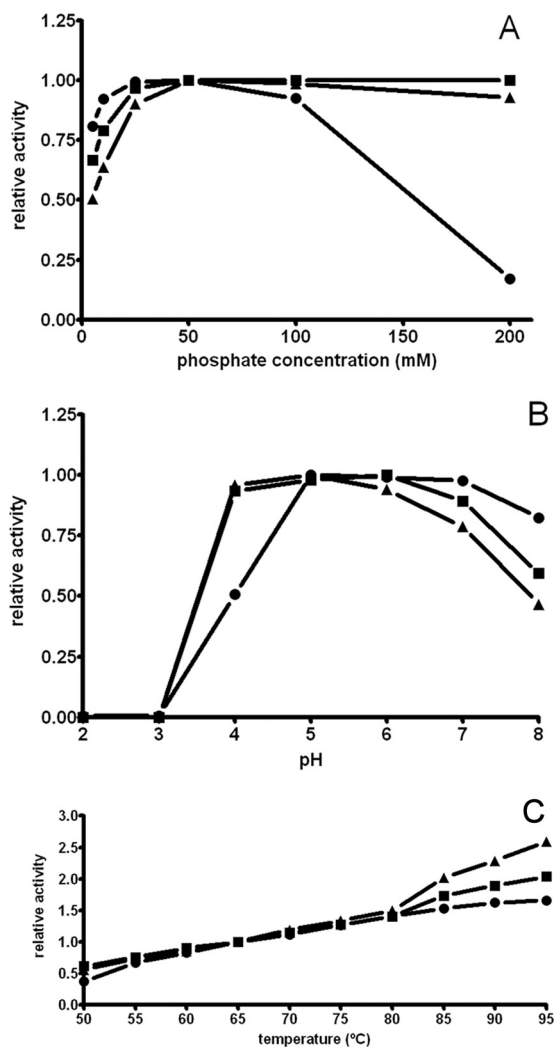 A
1.25
1.00
0.75
0.50
0.25
0.00
relative activity
0 50 100 150 200
phosphate concentration (mM)
B
1.25
1.00
0.75
0.50
0.25
0.00
relative activity
2 3 4 5 6 7 8
pH
C
3.0
2.5
2.0
1.5
1.0
0.5
0.0
relative activity
50 55 60 65 70 75 80 85 90 95
temperature (ºC)